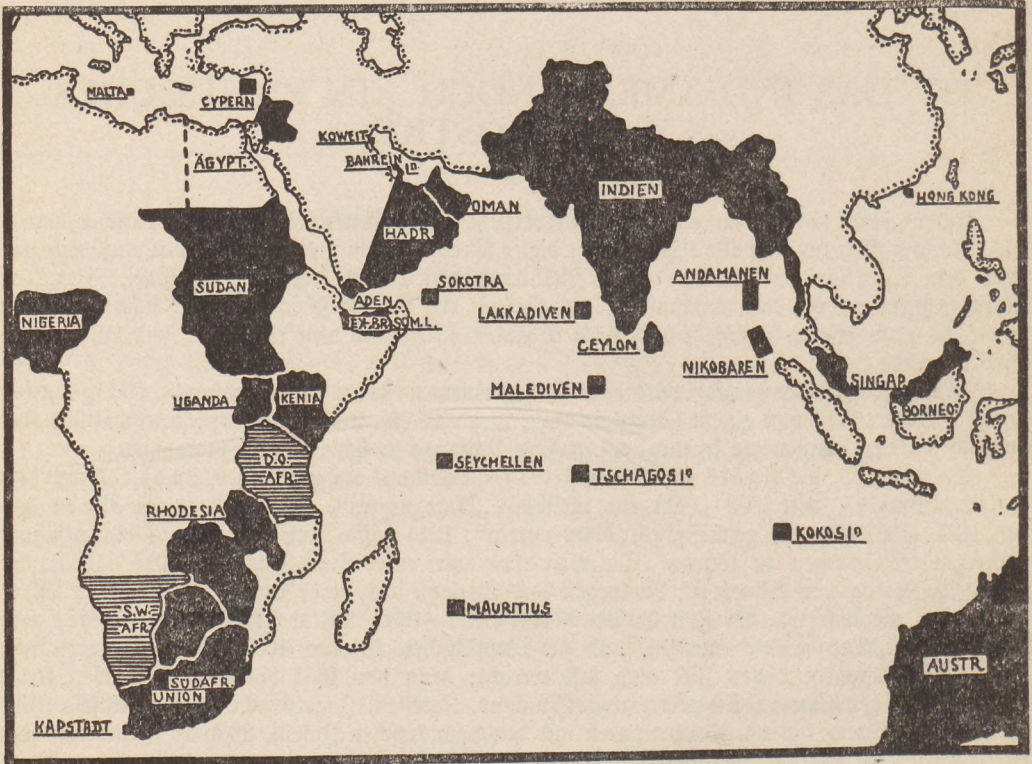 MALTA
CYPERN
ÄGYPT.
KOWEIT
BAHREIN ID.
OMAN
HADR.
INDIEN
HONG KONG
SUDAN
ADEN
EX.BR.SOM.L.
SOKOTRA
ANDAMANEN
LAKKADIVEN
CEYLON
NIGERIA
NIKOBAREN
UGANDA
KENIA
MALEDIVEN
SINGAP.
BORNEO
D.O.
AFR.
SEYCHELLEN
TSCHAGOS ID
RHODESIA
KOKOS ID
S.W.
AFR.
MAURITIUS
AUSTR.
SÜDAFR.
UNION
KAPSTADT